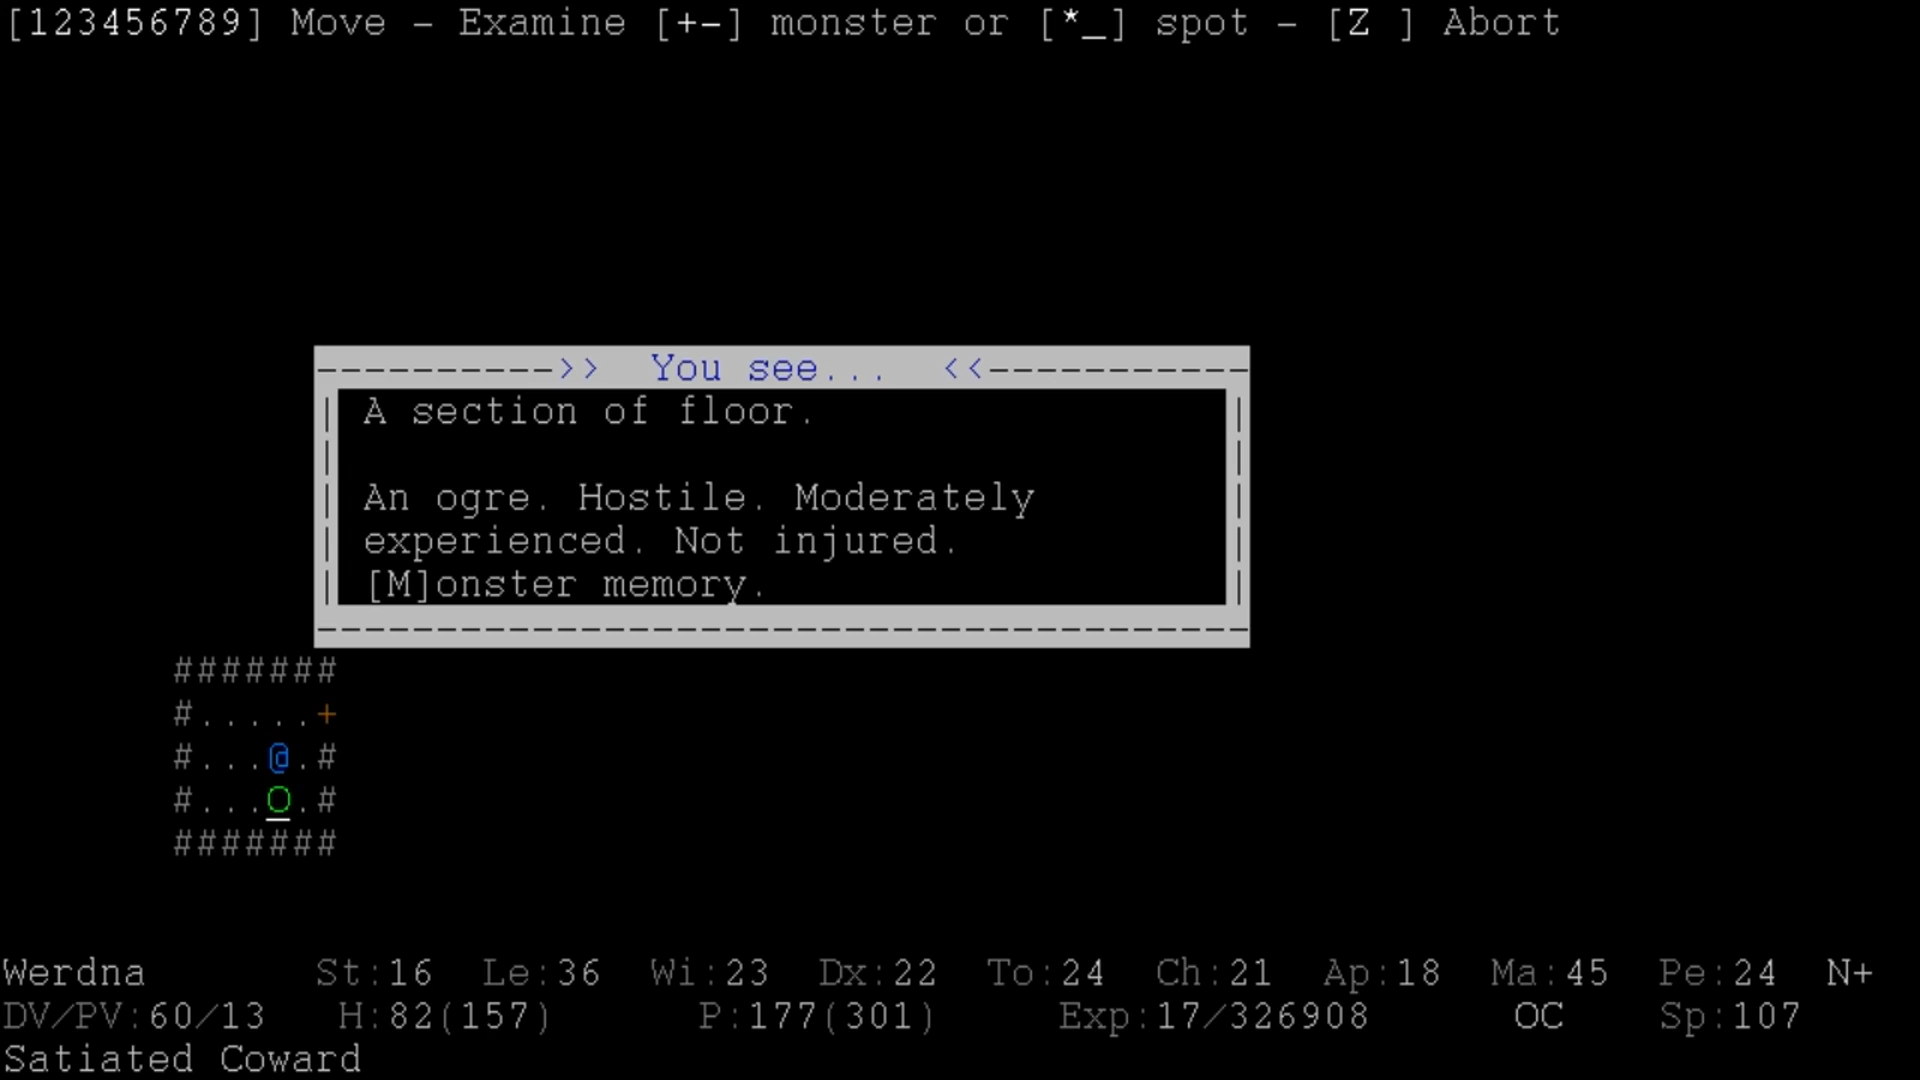 [123456789] Move - Examine [+-] monster or [*_] spot - [Z ] Abort
----------->>  You see...  <<-----------
A section of floor.
An ogre. Hostile. Moderately
experienced. Not injured.
[M]onster memory.
#######
#.....+
#...@.#
#...O.#
#######
Werdna St:16 Le:36 Wi:23 Dx:22 To:24 Ch:21 Ap:18 Ma:45 Pe:24 N+
DV/PV:60/13 H:82(157) P:177(301) Exp:17/326908 OC Sp:107
Satiated Coward